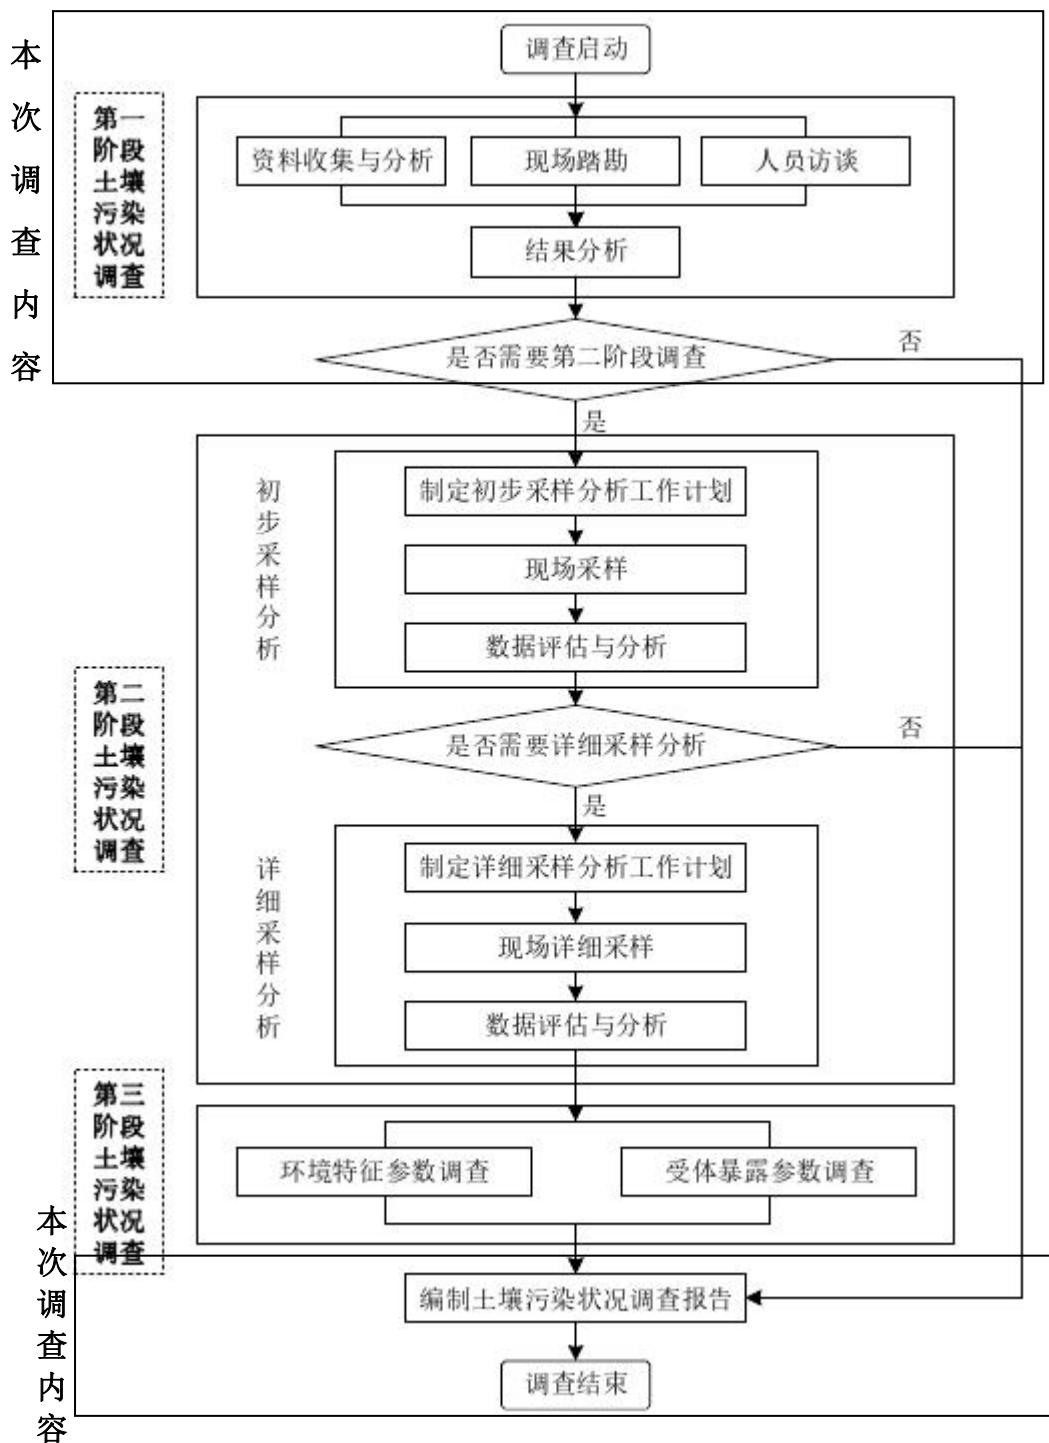 本次调查内容
调查启动
第一
阶段
土壤
污染
状况
调查
资料收集与分析
现场踏勘
人员访谈
结果分析
是否需要第二阶段调查
否
是
初步采样分析
制定初步采样分析工作计划
现场采样
数据评估与分析
第二
阶段
土壤
污染
状况
调查
是否需要详细采样分析
否
是
详细采样分析
制定详细采样分析工作计划
现场详细采样
数据评估与分析
第三
阶段
土壤
污染
状况
调查
环境特征参数调查
受体暴露参数调查
本次调查内容
编制土壤污染状况调查报告
调查结束